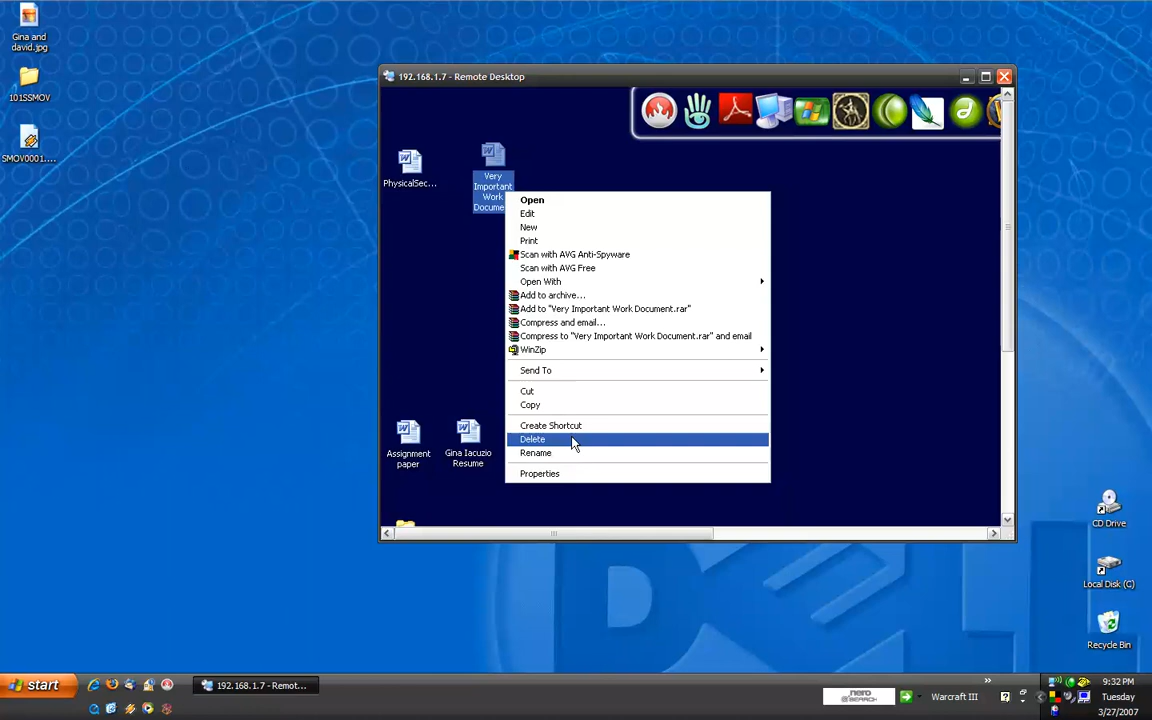 Gina and
david.jpg
101SSMOV
SMOV0001....
192.168.1.7 - Remote Desktop
PhysicalSec...
Very
Important
Work
Docume
Open
Edit
New
Print
Scan with AVG Anti-Spyware
Scan with AVG Free
Open With
Add to archive...
Add to "Very Important Work Document.rar"
Compress and email...
Compress to "Very Important Work Document.rar" and email
WinZip
Send To
Cut
Copy
Create Shortcut
Delete
Rename
Properties
Assignment
paper
Gina Iacuzio
Resume
CD Drive
Local Disk (C)
Recycle Bin
start
192.168.1.7 - Remot...
nero
SEARCH
Warcraft III
9:32 PM
Tuesday
3/27/2007